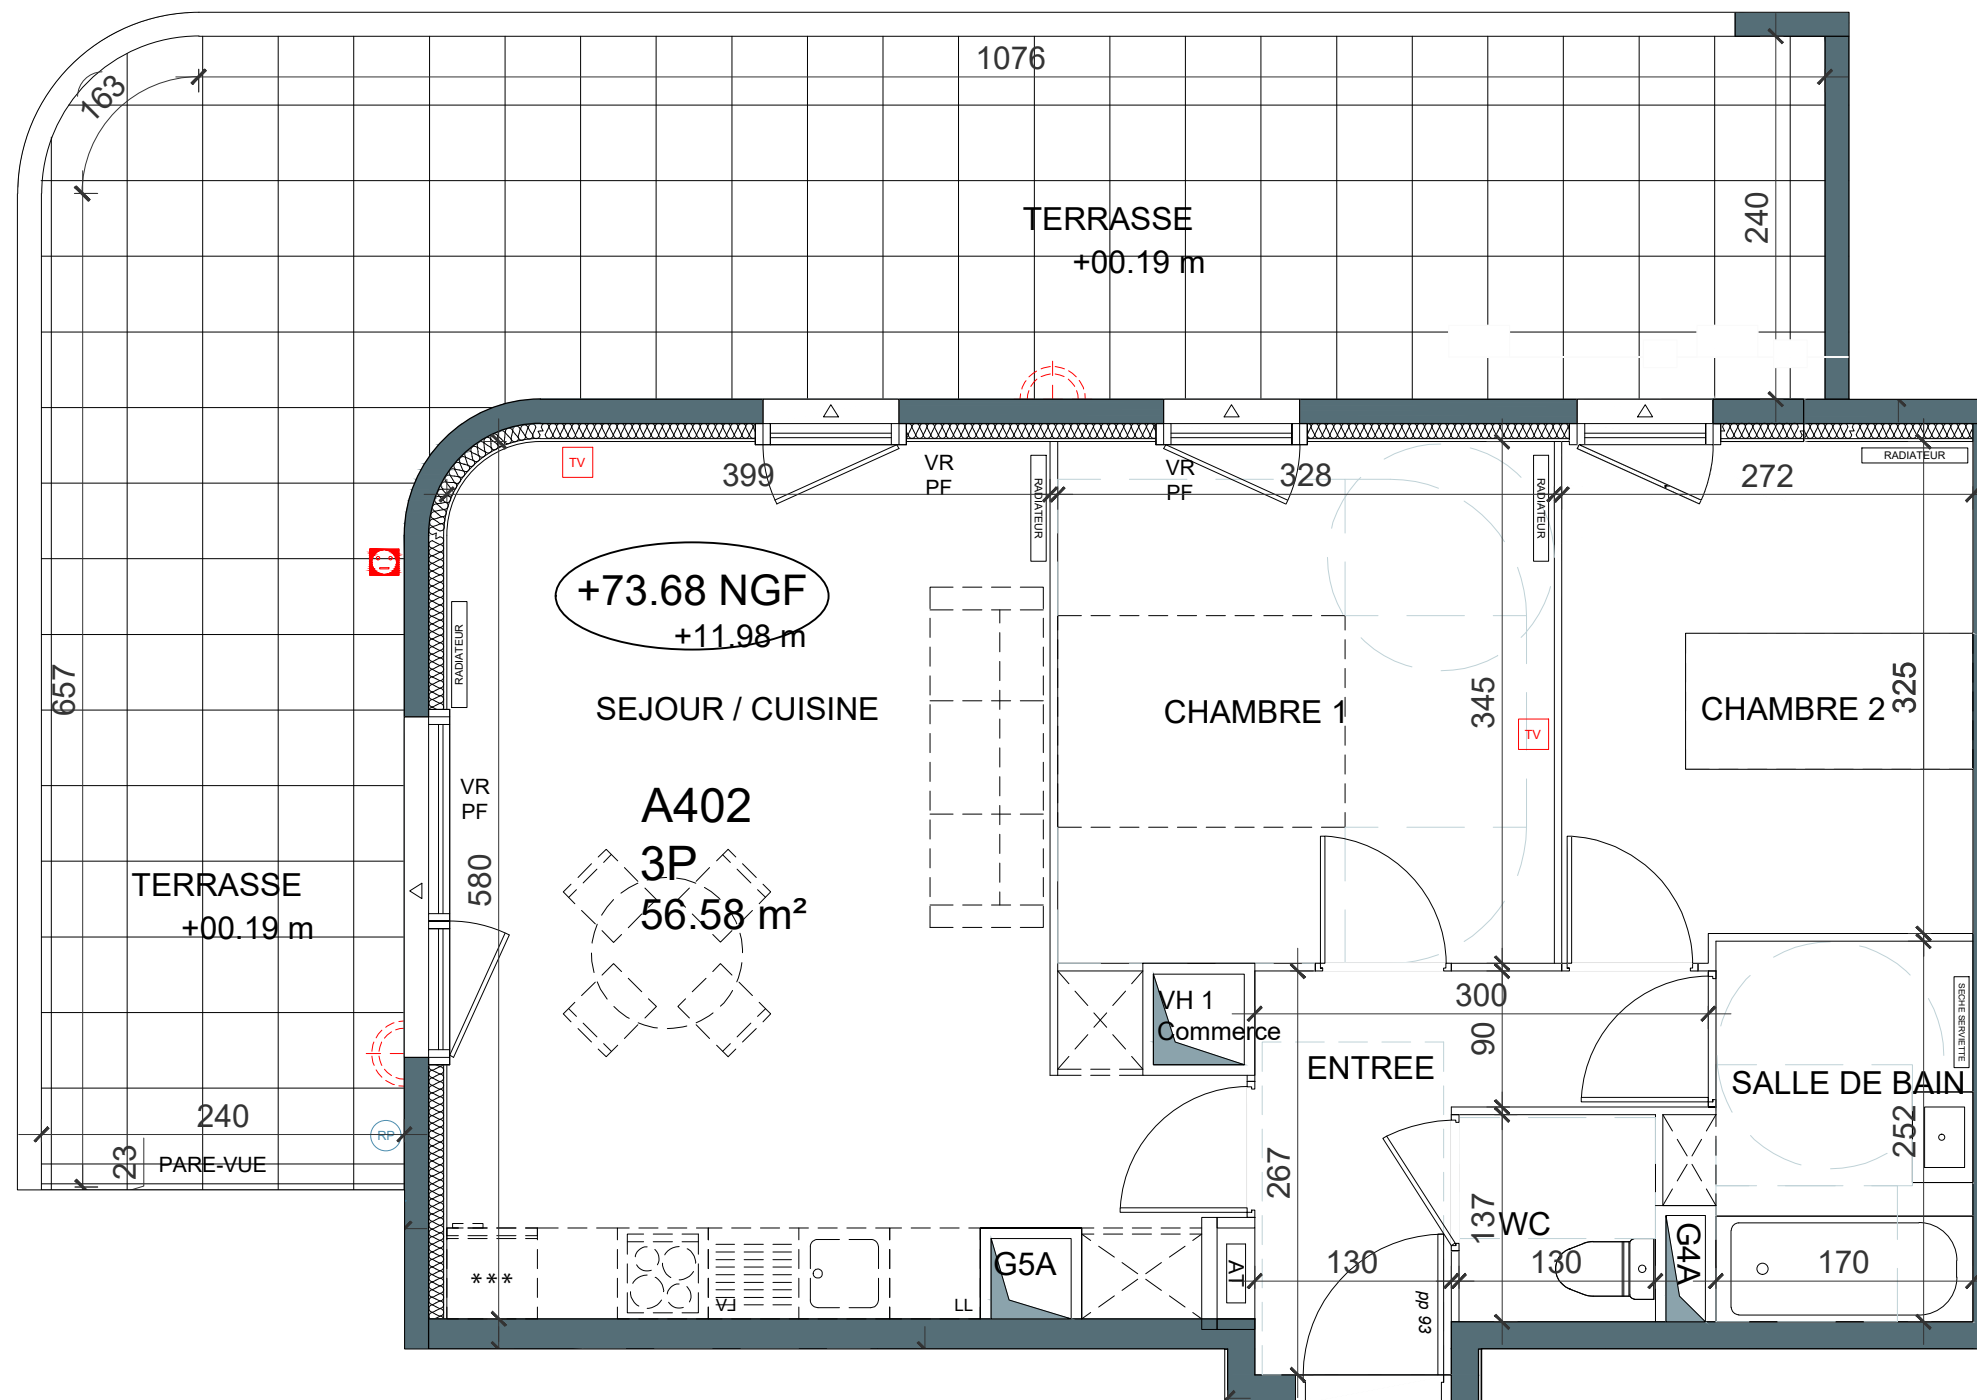 1076
163
TERRASSE
+00.19 m
240
TV
399
VR
PF
RADIATEUR
VR
PF
328
RADIATEUR
272
RADIATEUR
+73.68 NGF
+11.98 m
RADIATEUR
657
SEJOUR / CUISINE
CHAMBRE 1
345
TV
CHAMBRE 2
325
VR
PF
A402
3P
56.58 m²
580
TERRASSE
+00.19 m
VH 1
Commerce
300
90
SECHE SERVIETTE
ENTREE
SALLE DE BAIN
240
RP
23
PARE-VUE
267
252
137
WC
***
LV
LL
G5A
AT
130
pp 93
130
G4A
170